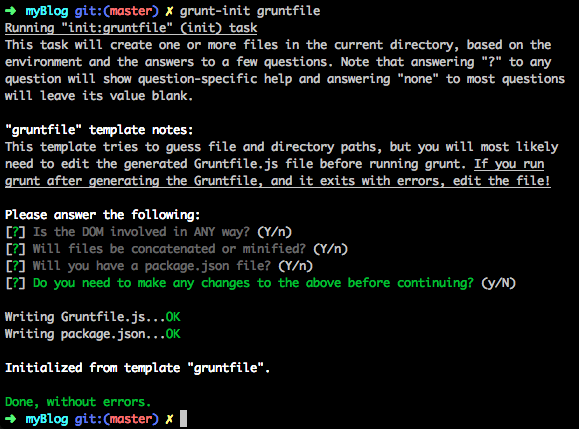 ➜ myBlog git:(master) ✗ grunt-init gruntfile
Running "init:gruntfile" (init) task
This task will create one or more files in the current directory, based on the
environment and the answers to a few questions. Note that answering "?" to any
question will show question-specific help and answering "none" to most questions
will leave its value blank.

"gruntfile" template notes:
This template tries to guess file and directory paths, but you will most likely
need to edit the generated Gruntfile.js file before running grunt. If you run
grunt after generating the Gruntfile, and it exits with errors, edit the file!

Please answer the following:
[?] Is the DOM involved in ANY way? (Y/n)
[?] Will files be concatenated or minified? (Y/n)
[?] Will you have a package.json file? (Y/n)
[?] Do you need to make any changes to the above before continuing? (y/N)

Writing Gruntfile.js...OK
Writing package.json...OK

Initialized from template "gruntfile".

Done, without errors.
➜ myBlog git:(master) ✗